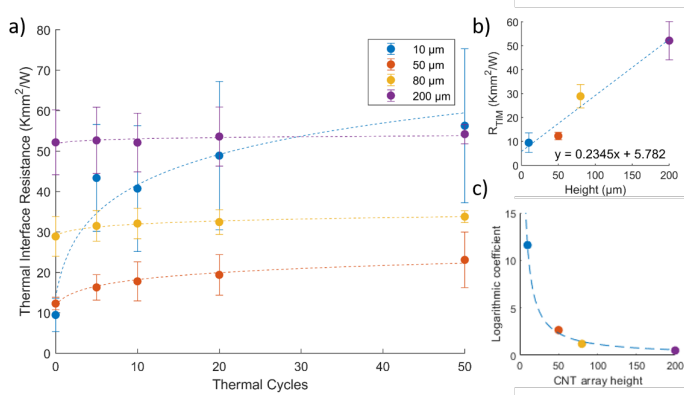 a)
Thermal Interface Resistance (Kmm²/W)
80
70
60
50
40
30
20
10
0
0 10 20 30 40 50
Thermal Cycles
10 µm
50 µm
80 µm
200 µm
b)
R_TIM (Kmm²/W)
60
50
40
30
20
10
0
y = 0.2345x + 5.782
0 50 100 150 200
Height (µm)
c)
Logarithmic coefficient
15
10
5
0
0 50 100 150 200
CNT array height